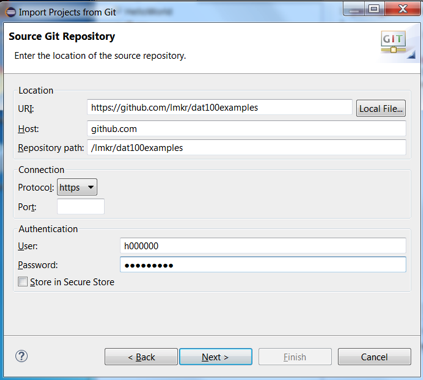 Import Projects from Git
Source Git Repository
Enter the location of the source repository.
GIT
Location
URI: https://github.com/lmkr/dat100examples Local File...
Host: github.com
Repository path: /lmkr/dat100examples
Connection
Protocol: https
Port:
Authentication
User: h000000
Password: ●●●●●●●●●
Store in Secure Store
? < Back Next > Finish Cancel